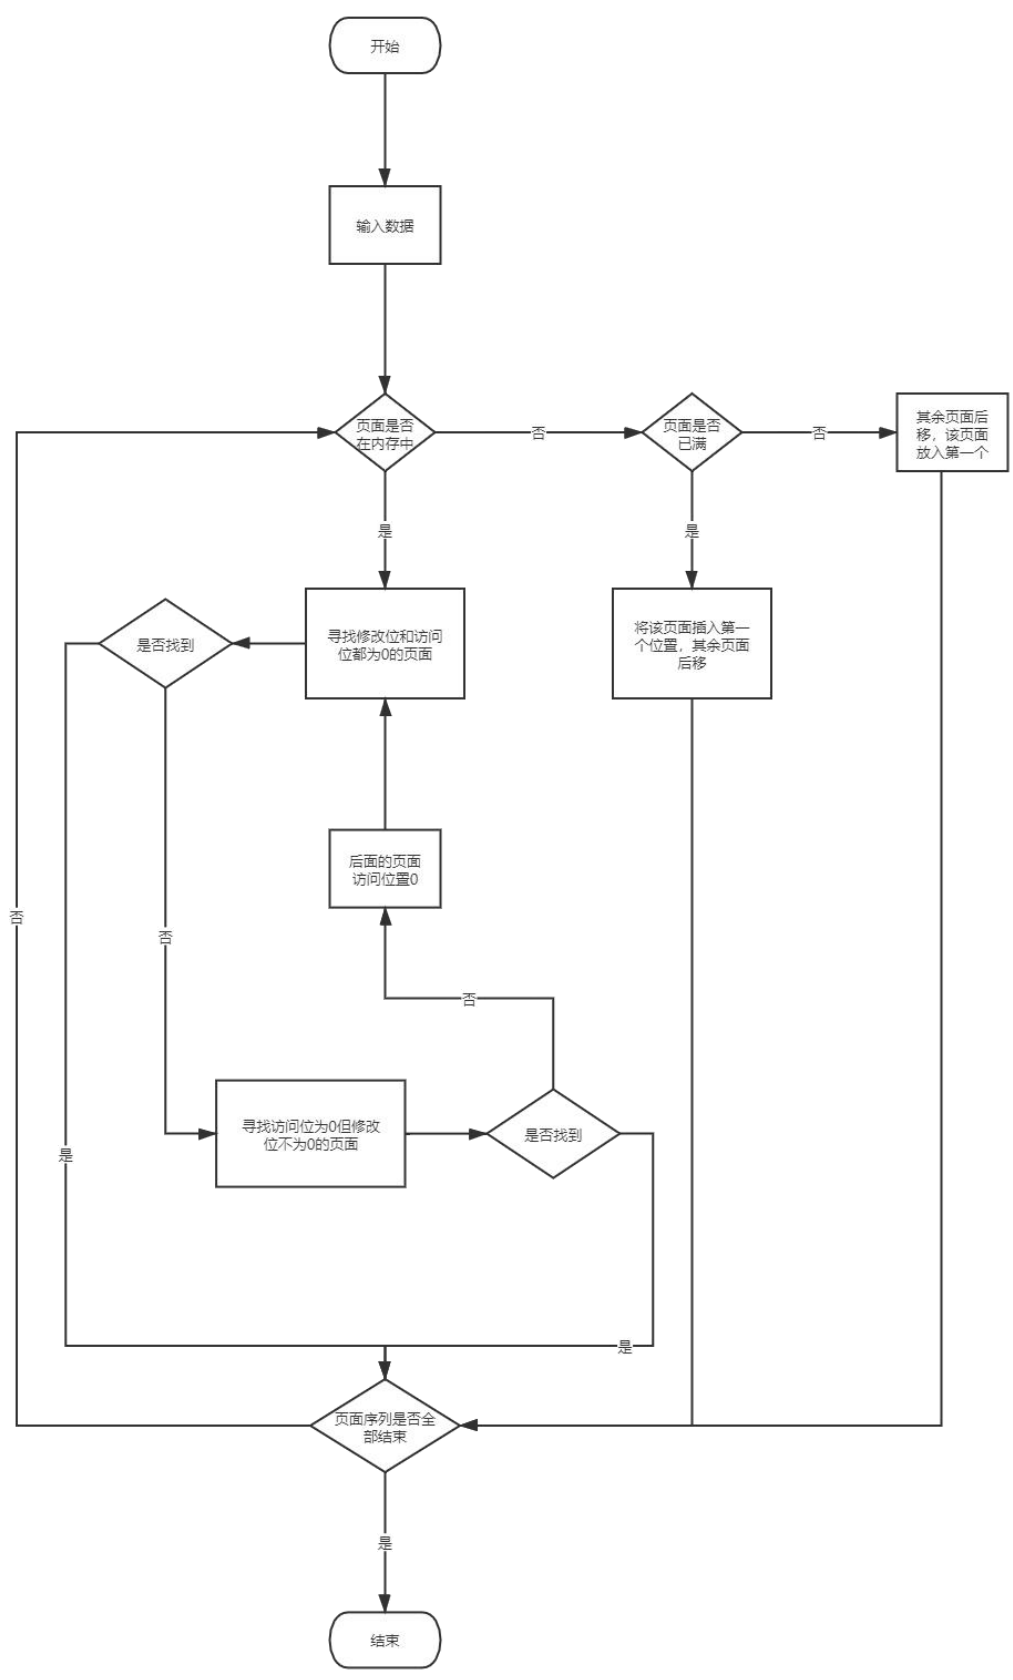 开始
输入数据
页面是否
在内存中
否
页面是否
已满
否
其余页面后
移，该页面
放入第一个
是
是
是否找到
寻找修改位和访问
位都为0的页面
将该页面插入第一
个位置，其余页面
后移
后面的页面
访问位置0
否
否
否
寻找访问位为0但修改
位不为0的页面
是否找到
是
是
页面序列是否全
部结束
是
结束